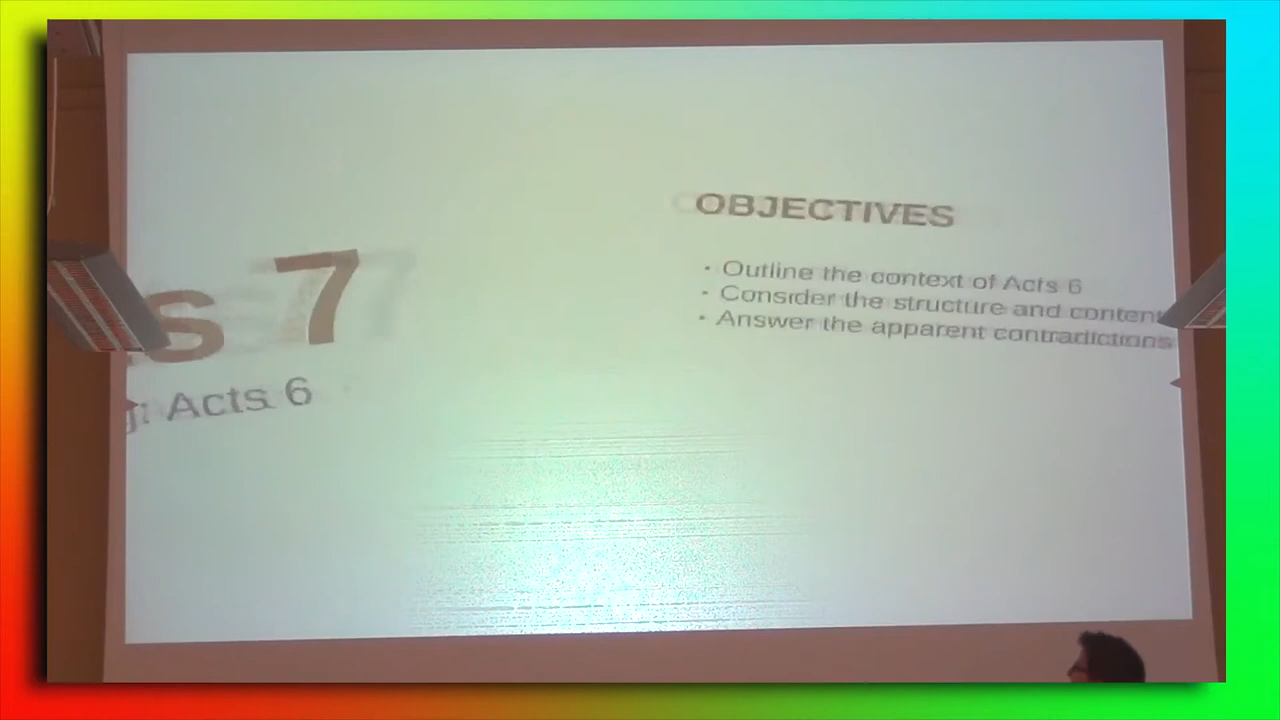 s 7
: Acts 6
OBJECTIVES
• Outline the context of Acts 6
• Consider the structure and content
• Answer the apparent contradictions